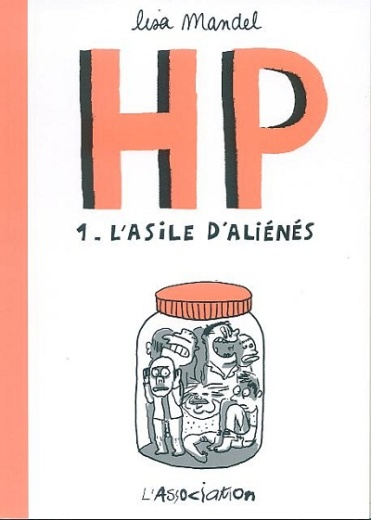 lisa Mandel
HP
1. L'ASILE D'ALIÉNÉS
L'ASSOCIATION